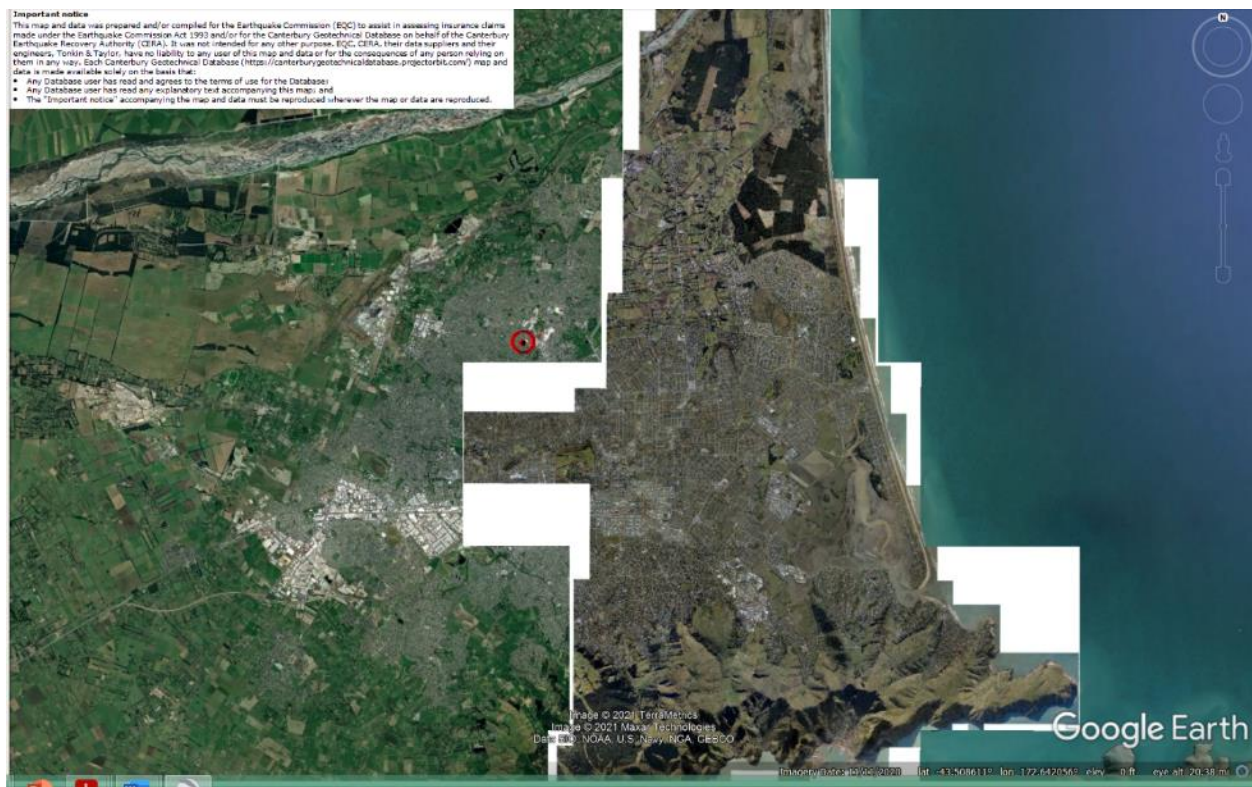 Important notice
This map and data was prepared and/or compiled for the Earthquake Commission (EQC) to assist in assessing insurance claims
made under the Earthquake Commission Act 1993 and/or for the Canterbury Geotechnical Database on behalf of the Canterbury
Earthquake Recovery Authority (CERA). It was not intended for any other purpose. EQC, CERA, their data suppliers and their
engineers, Tonkin & Taylor, have no liability to any user of this map and data or for the consequences of any person relying on
them in any way. Each Canterbury Geotechnical Database (https://canterburygeotechnicaldatabase.projectorbit.com/) map and
data is made available solely on the basis that:
• Any Database user has read and agrees to the terms of use for the Database;
• Any Database user has read any explanatory text accompanying this map; and
• The "Important notice" accompanying the map and data must be reproduced wherever the map or data are reproduced.
N
Image © 2021 TerraMetrics
Image © 2021 Maxar Technologies
Data SIO, NOAA, U.S. Navy, NGA, GEBCO
Google Earth
Imagery Date: 2020 lat -43.508611° lon 172.642056° elev 0 ft eye alt 20.38 mi